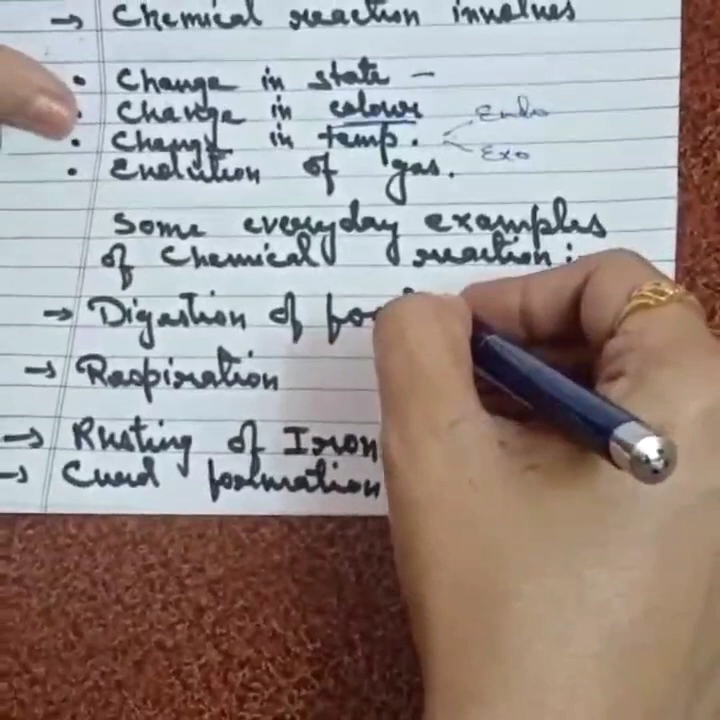 → Chemical reaction involves
• Change in state –
• Change in colour
• Change in temp. Endo
Exo
• Evolution of gas.
Some everyday examples
of Chemical reaction :
→ Digestion of
→ Respiration
→ Rusting of Iron
→ Curd formation